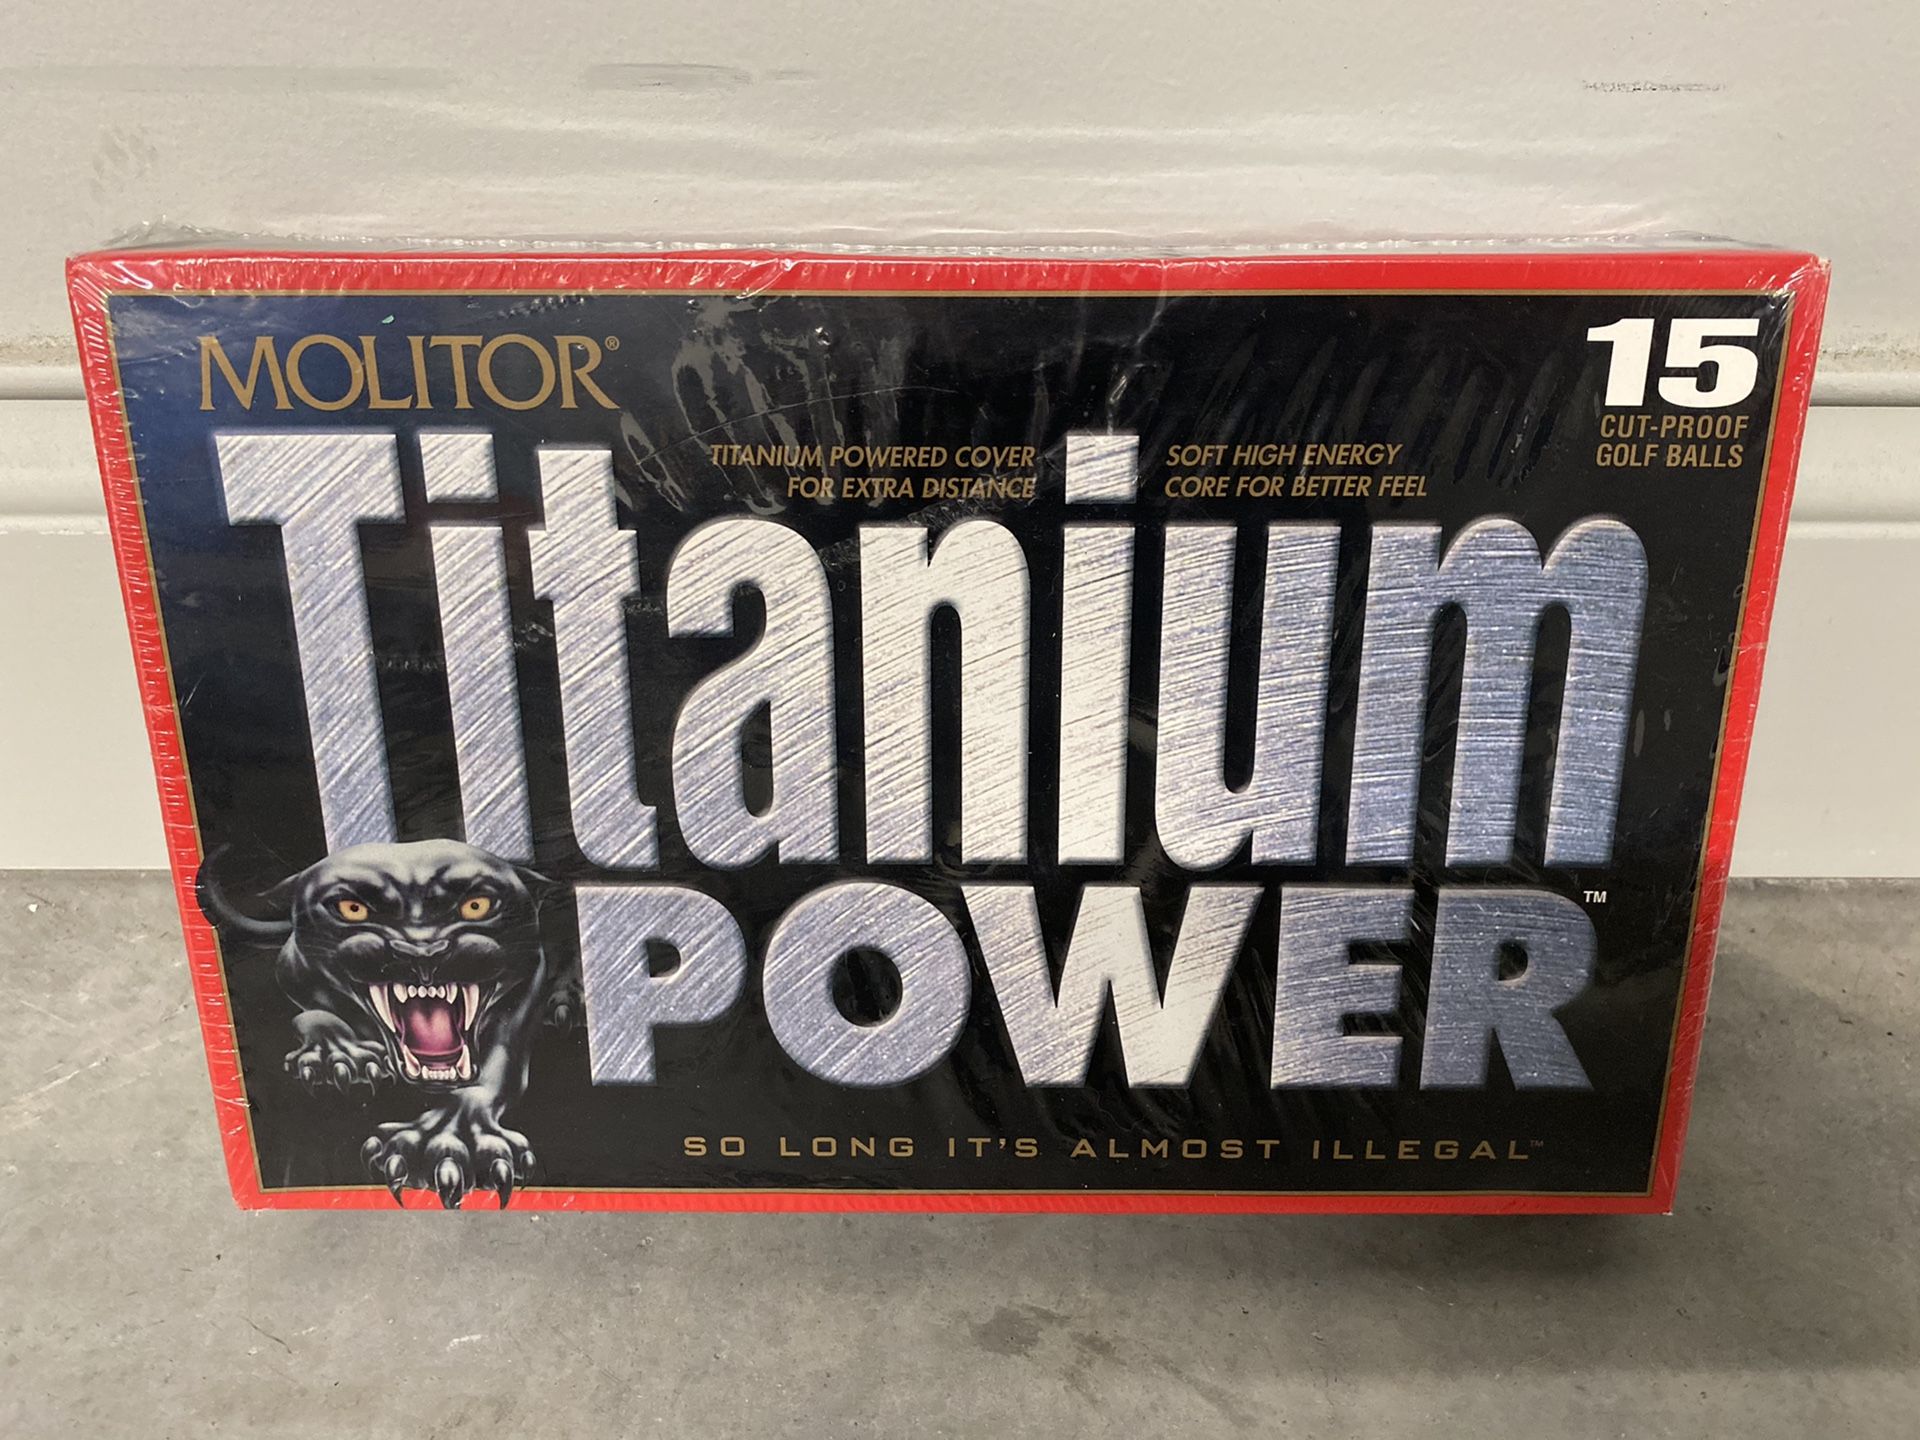 MOLITOR®
15
CUT-PROOF
GOLF BALLS
TITANIUM POWERED COVER
FOR EXTRA DISTANCE
SOFT HIGH ENERGY
CORE FOR BETTER FEEL
Titanium
POWER™
SO LONG IT'S ALMOST ILLEGAL™